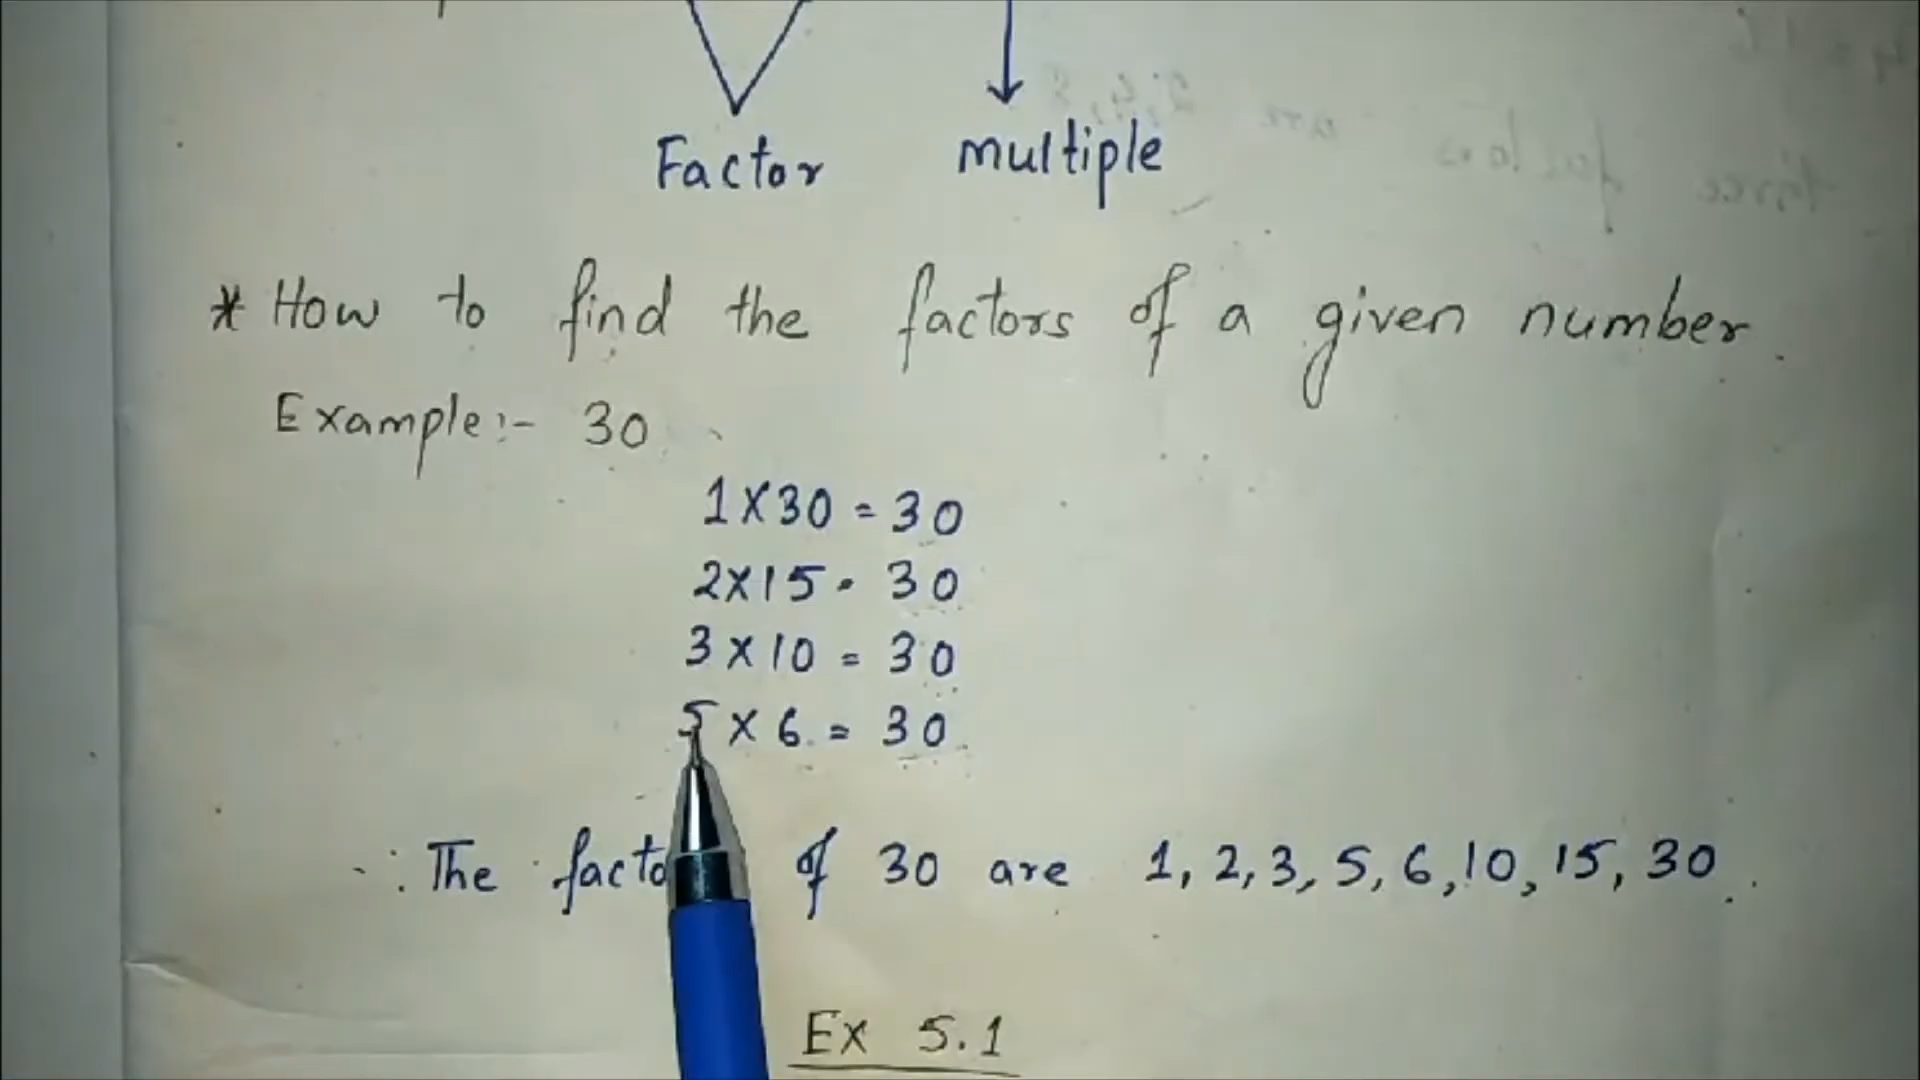 Factor multiple
* How to find the factors of a given number.
Example:- 30
1 X 30 = 30
2 X 15 = 30
3 X 10 = 30
5 X 6 = 30
∴ The of 30 are 1, 2, 3, 5, 6, 10, 15, 30.
Ex 5.1